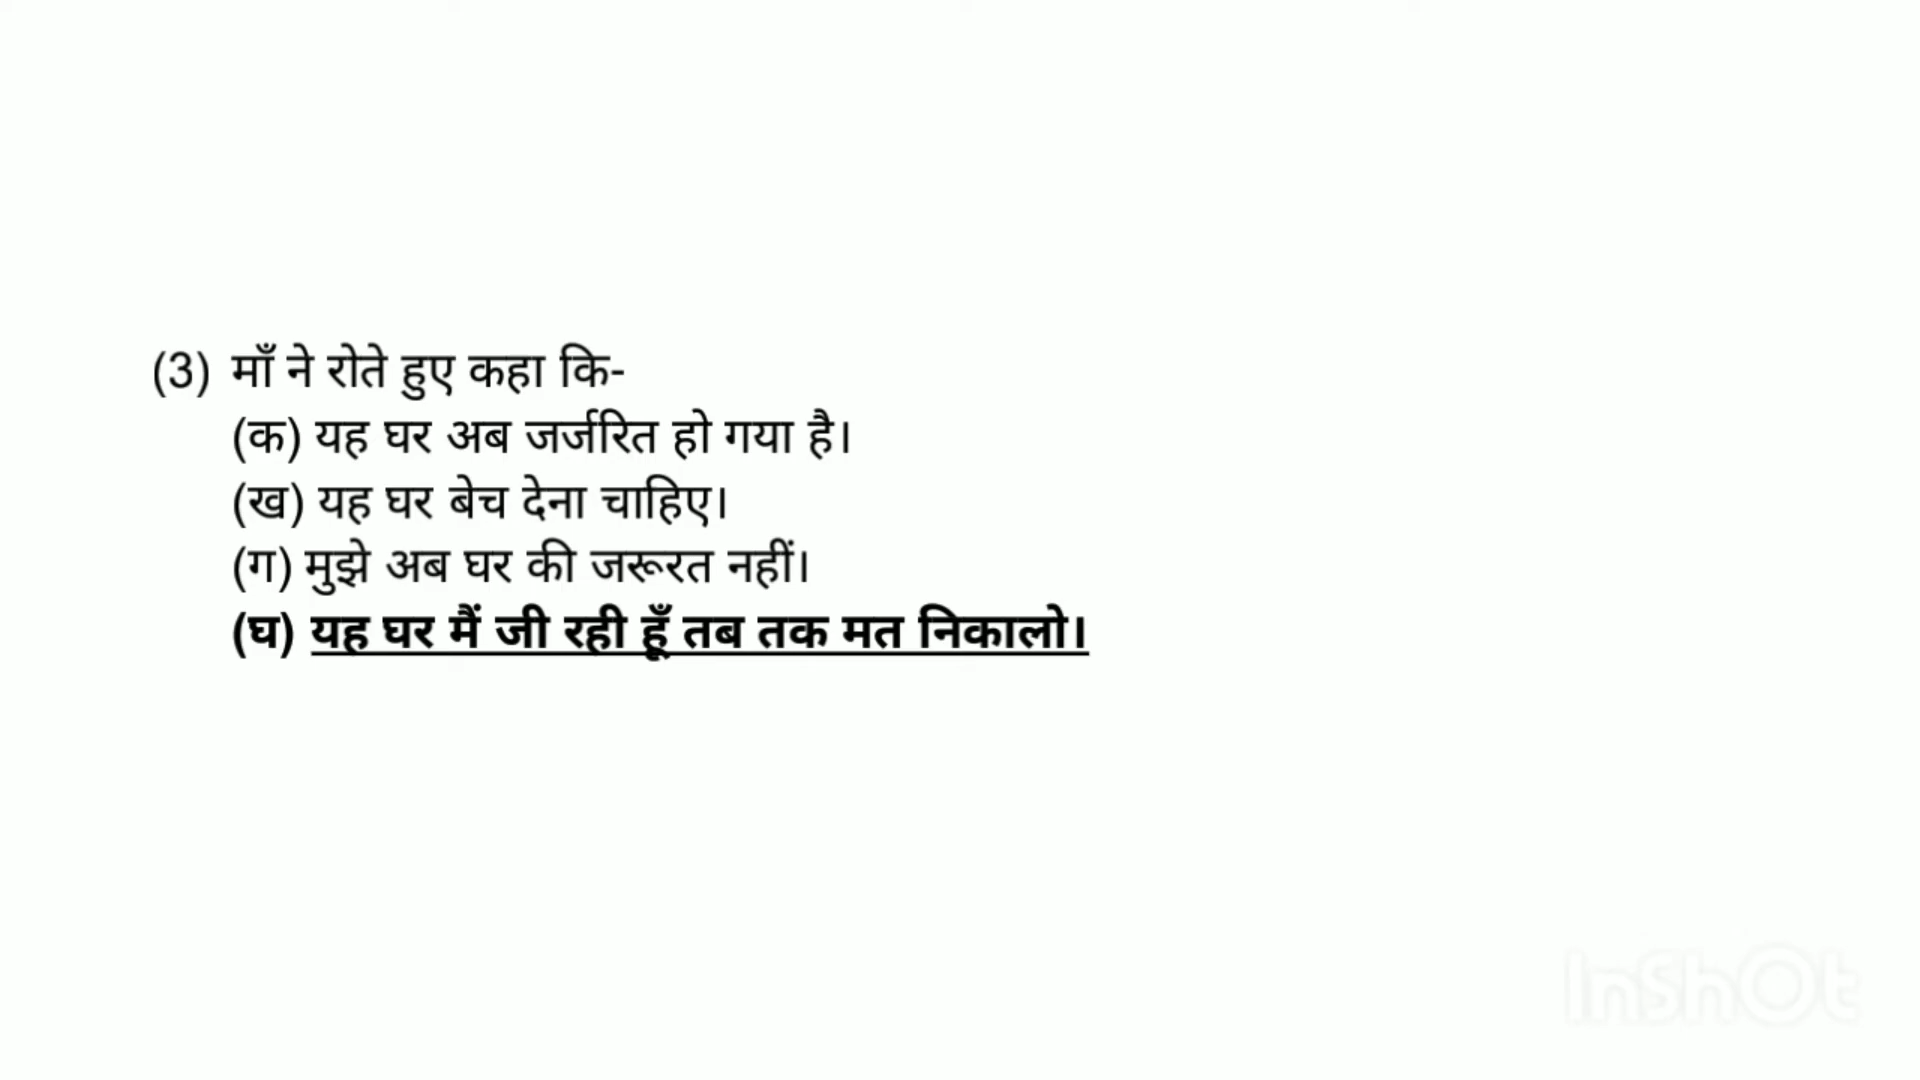 (3) माँ ने रोते हुए कहा कि-
(क) यह घर अब जर्जरित हो गया है।
(ख) यह घर बेच देना चाहिए।
(ग) मुझे अब घर की जरूरत नहीं।
(घ) यह घर मैं जी रही हूँ तब तक मत निकालो।
InShOt